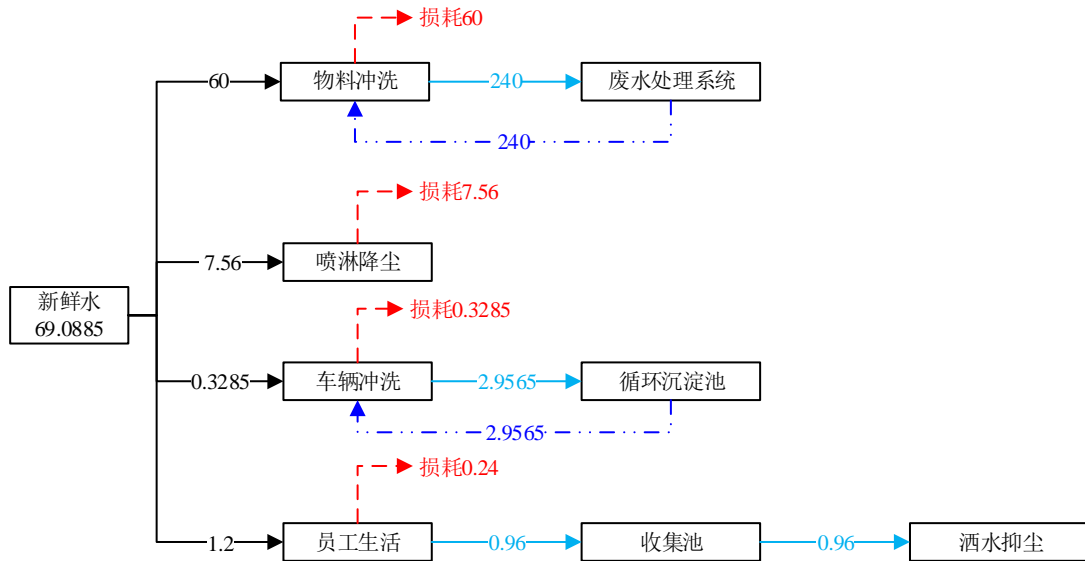 损耗60
60
物料冲洗
240
废水处理系统
240
损耗7.56
7.56
喷淋降尘
新鲜水
69.0885
损耗0.3285
0.3285
车辆冲洗
2.9565
循环沉淀池
2.9565
损耗0.24
1.2
员工生活
0.96
收集池
0.96
洒水抑尘